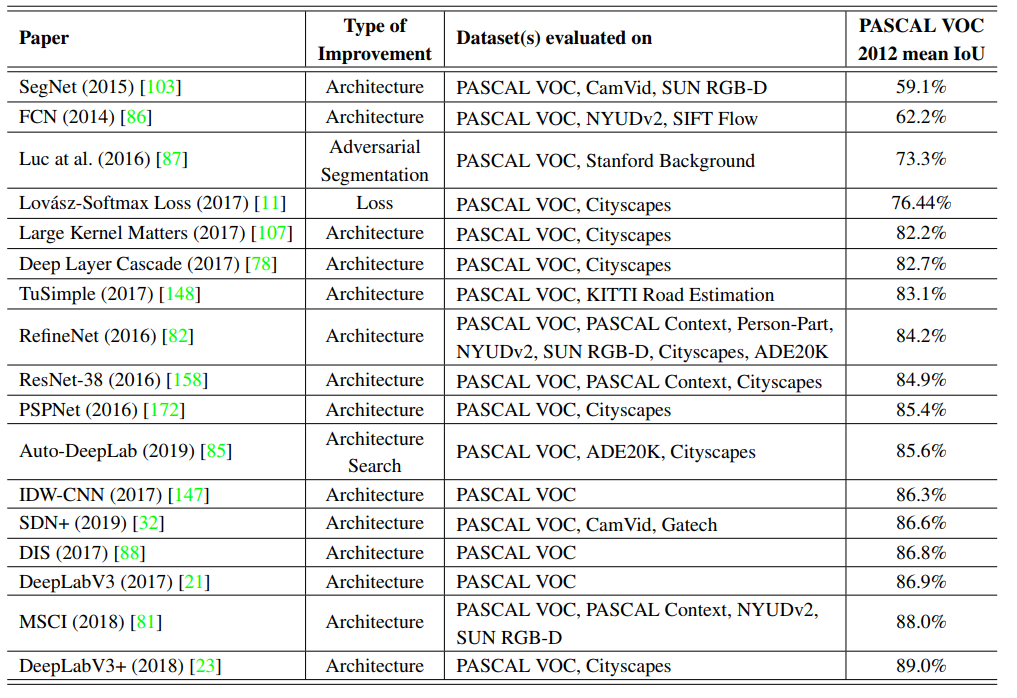 Paper Type of Improvement Dataset(s) evaluated on PASCAL VOC 2012 mean IoU
SegNet (2015) [103] Architecture PASCAL VOC, CamVid, SUN RGB-D 59.1%
FCN (2014) [86] Architecture PASCAL VOC, NYUDv2, SIFT Flow 62.2%
Luc at al. (2016) [87] Adversarial Segmentation PASCAL VOC, Stanford Background 73.3%
Lovász-Softmax Loss (2017) [11] Loss PASCAL VOC, Cityscapes 76.44%
Large Kernel Matters (2017) [107] Architecture PASCAL VOC, Cityscapes 82.2%
Deep Layer Cascade (2017) [78] Architecture PASCAL VOC, Cityscapes 82.7%
TuSimple (2017) [148] Architecture PASCAL VOC, KITTI Road Estimation 83.1%
RefineNet (2016) [82] Architecture PASCAL VOC, PASCAL Context, Person-Part, NYUDv2, SUN RGB-D, Cityscapes, ADE20K 84.2%
ResNet-38 (2016) [158] Architecture PASCAL VOC, PASCAL Context, Cityscapes 84.9%
PSPNet (2016) [172] Architecture PASCAL VOC, Cityscapes 85.4%
Auto-DeepLab (2019) [85] Architecture Search PASCAL VOC, ADE20K, Cityscapes 85.6%
IDW-CNN (2017) [147] Architecture PASCAL VOC 86.3%
SDN+ (2019) [32] Architecture PASCAL VOC, CamVid, Gatech 86.6%
DIS (2017) [88] Architecture PASCAL VOC 86.8%
DeepLabV3 (2017) [21] Architecture PASCAL VOC 86.9%
MSCI (2018) [81] Architecture PASCAL VOC, PASCAL Context, NYUDv2, SUN RGB-D 88.0%
DeepLabV3+ (2018) [23] Architecture PASCAL VOC, Cityscapes 89.0%